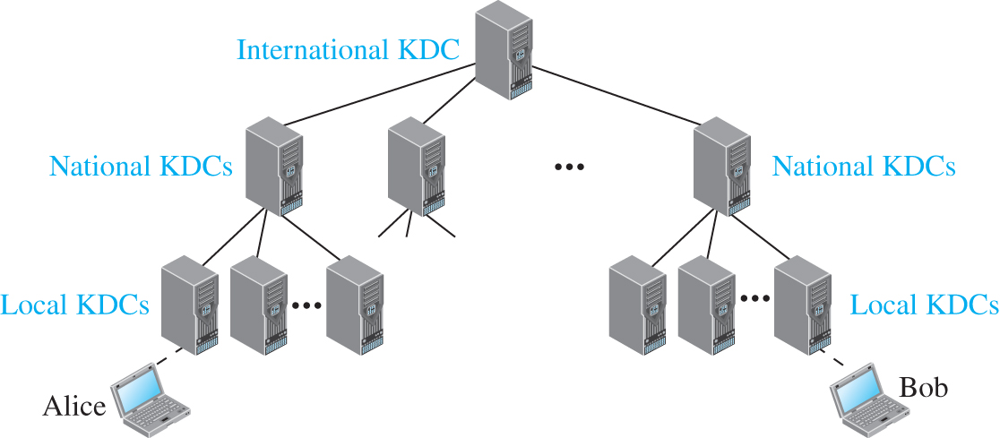 International KDC
National KDCs
National KDCs
Local KDCs
Local KDCs
Alice
Bob